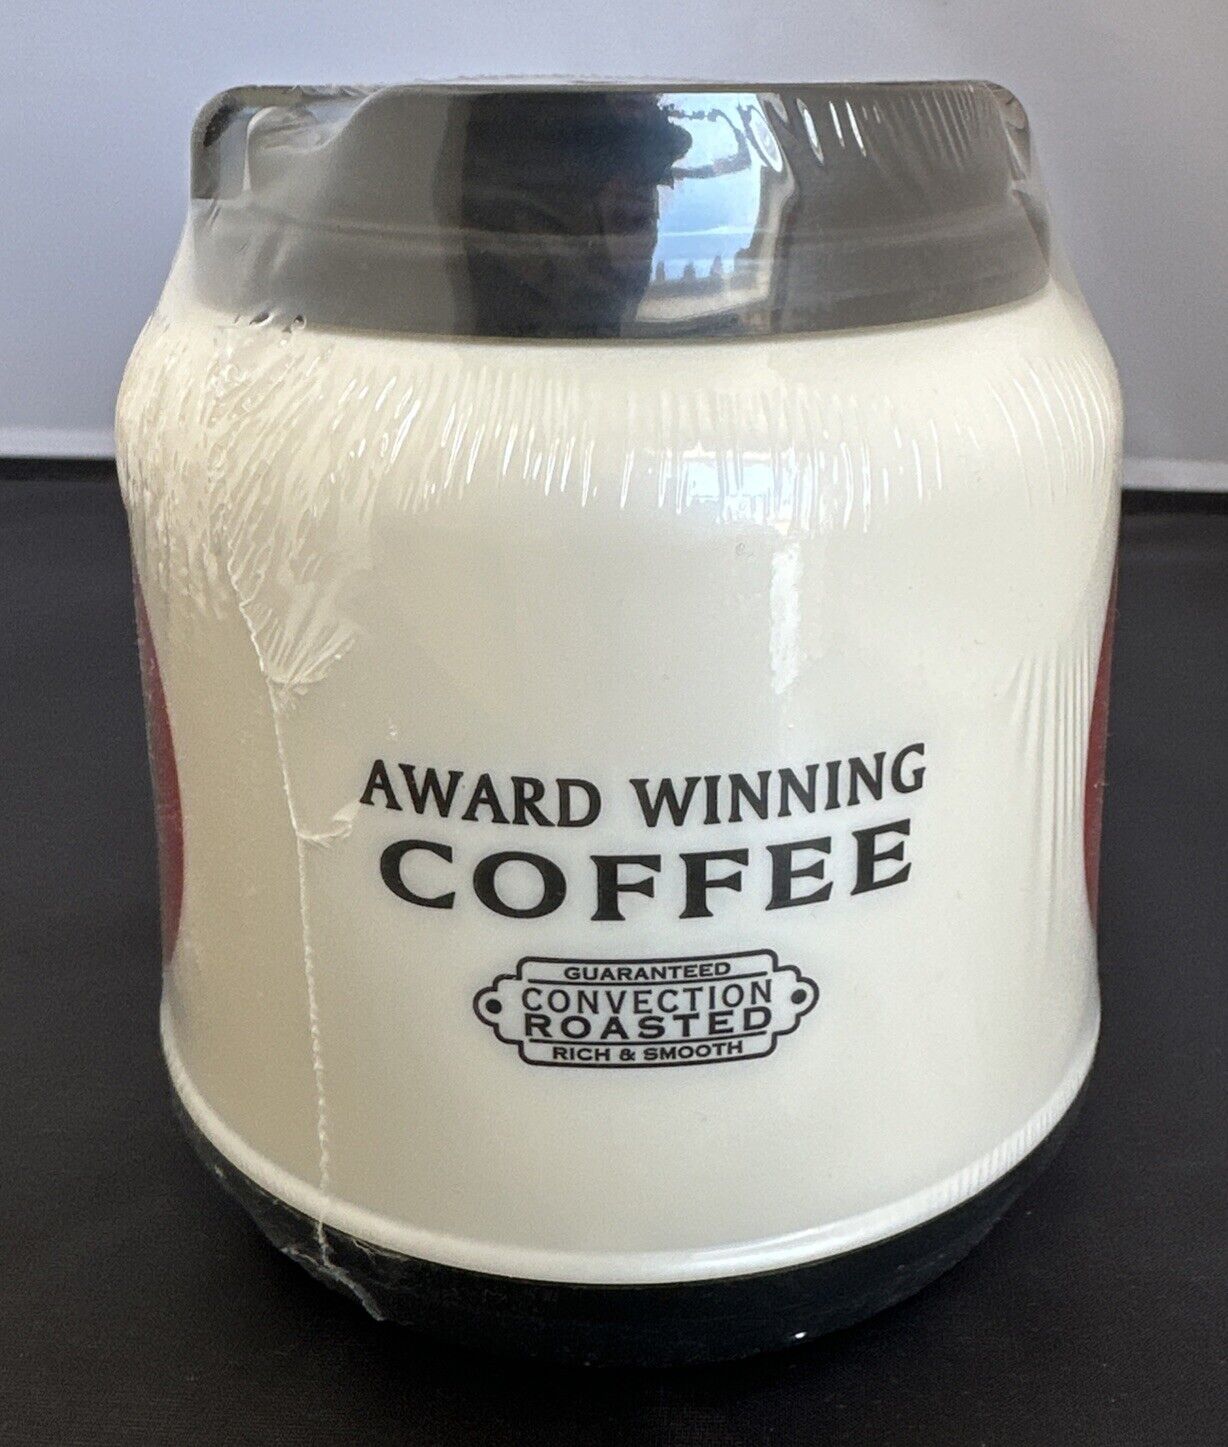 AWARD WINNING
COFFEE
GUARANTEED
CONVECTION
ROASTED
RICH & SMOOTH